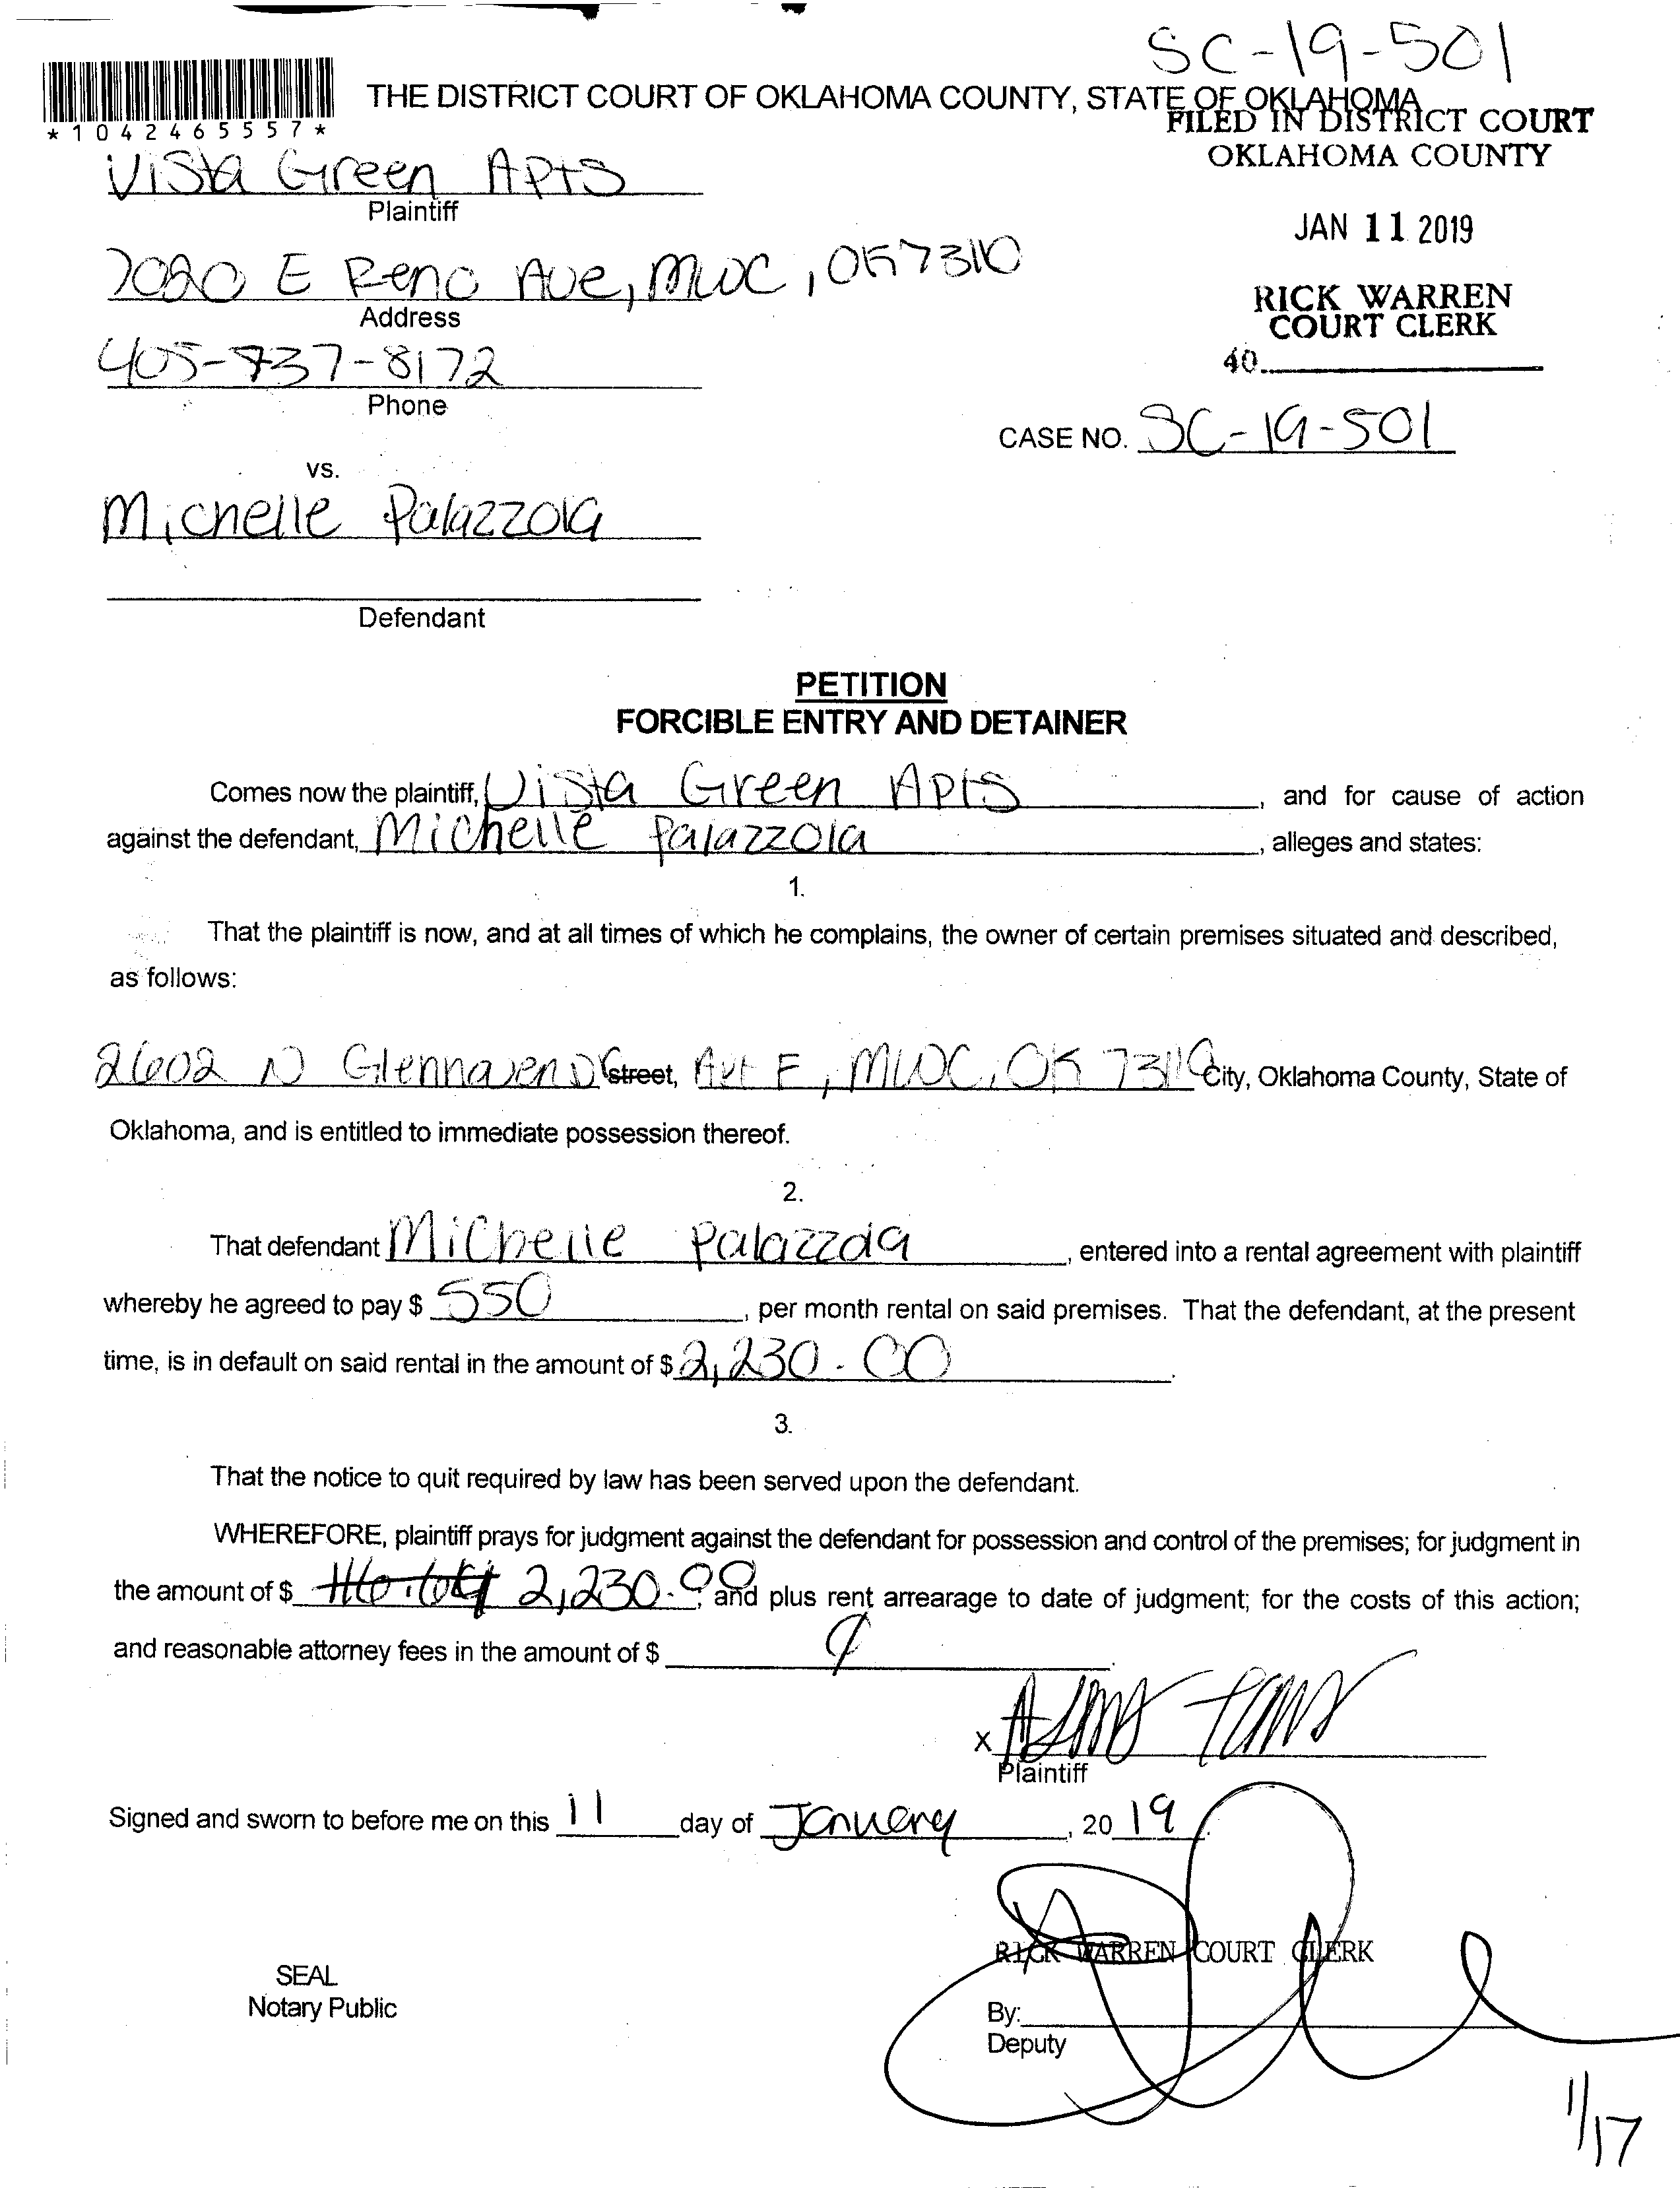 SC-19-501
THE DISTRICT COURT OF OKLAHOMA COUNTY, STATE OF OKLAHOMA
*1042465557*
FILED IN DISTRICT COURT
OKLAHOMA COUNTY
Vista Green Apts
Plaintiff
JAN 11 2019
7020 E Reno Ave, MWC, OK 73110
Address
RICK WARREN
COURT CLERK
405-737-8172
40
Phone
CASE NO. SC-19-501
vs.
Michelle Palazzola
Defendant
PETITION
FORCIBLE ENTRY AND DETAINER
Comes now the plaintiff, Vista Green Apts, and for cause of action
against the defendant, Michelle Palazzola, alleges and states:
1.
That the plaintiff is now, and at all times of which he complains, the owner of certain premises situated and described,
as follows:
2602 N Glennhaven Dr street, Apt F, MWC, OK 73110 City, Oklahoma County, State of
Oklahoma, and is entitled to immediate possession thereof.
2.
That defendant Michelle Palazzola, entered into a rental agreement with plaintiff
whereby he agreed to pay $ 550, per month rental on said premises. That the defendant, at the present
time, is in default on said rental in the amount of $ 2,230.00.
3.
That the notice to quit required by law has been served upon the defendant.
WHEREFORE, plaintiff prays for judgment against the defendant for possession and control of the premises; for judgment in
the amount of $ 2,230.00, and plus rent arrearage to date of judgment; for the costs of this action;
and reasonable attorney fees in the amount of $
X
Plaintiff
Signed and sworn to before me on this 11 day of January, 20 19.
RICK WARREN COURT CLERK
SEAL
Notary Public
By:
Deputy
1/17